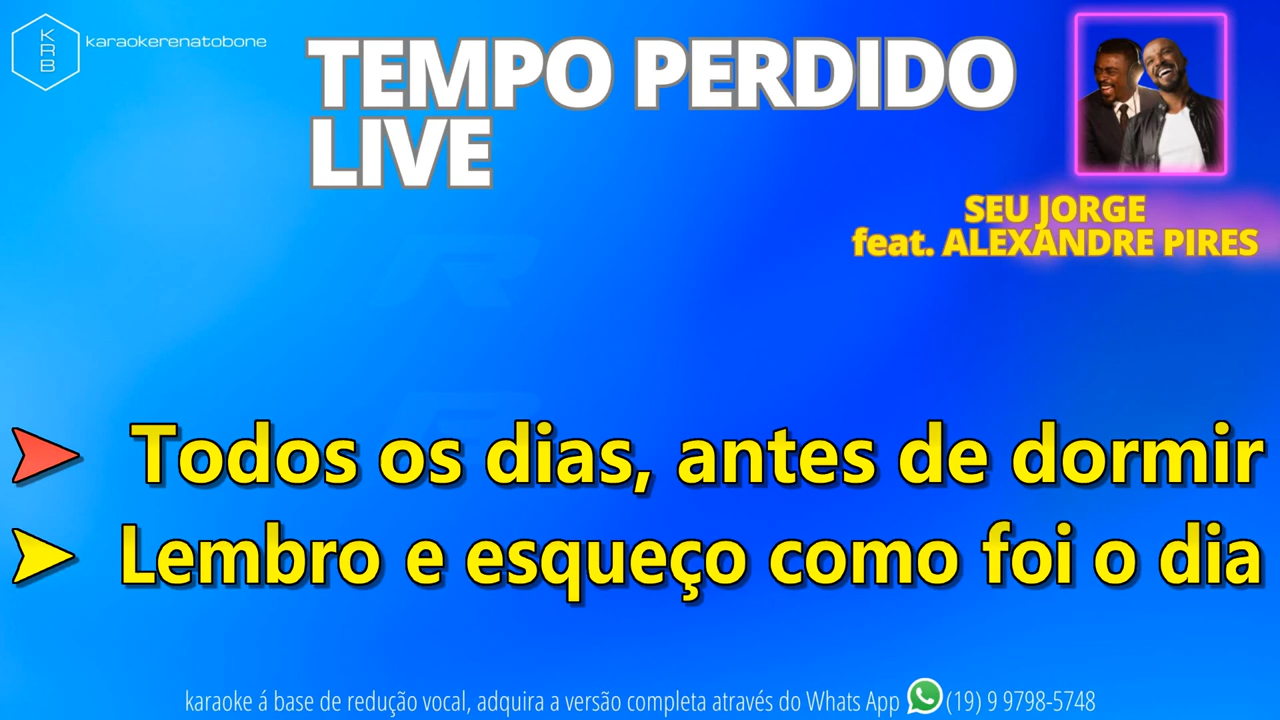 KRB
karaokerenatobone
TEMPO PERDIDO
LIVE
SEU JORGE
feat. ALEXANDRE PIRES
Todos os dias, antes de dormir
Lembro e esqueço como foi o dia
karaoke á base de redução vocal, adquira a versão completa através do Whats App (19) 9 9798-5748